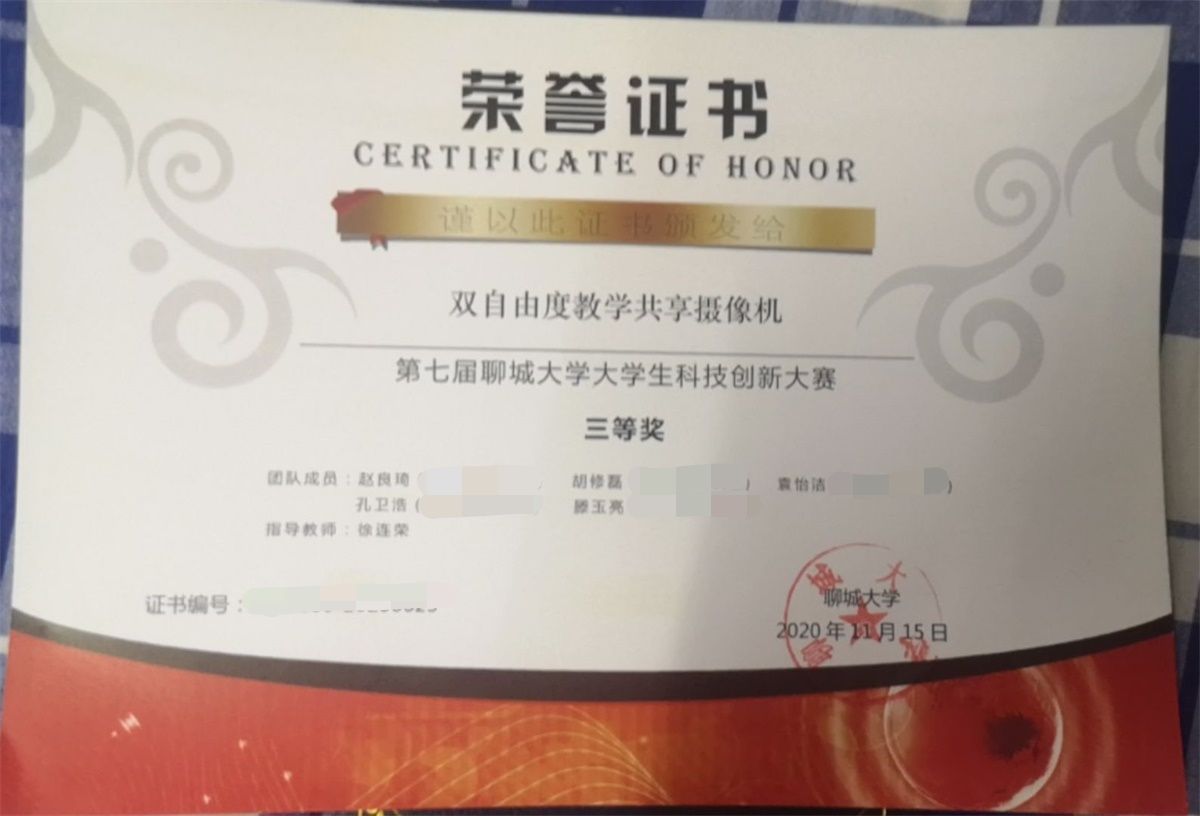 荣誉证书
CERTIFICATE OF HONOR
谨以此证书颁发给
双自由度教学共享摄像机
第七届聊城大学大学生科技创新大赛
三等奖
团队成员：赵良琦（ ） 胡修磊 ） 袁怡洁 ）
孔卫浩（ 滕玉亮
指导教师：徐连荣
证书编号：
聊城大学
2020年11月15日